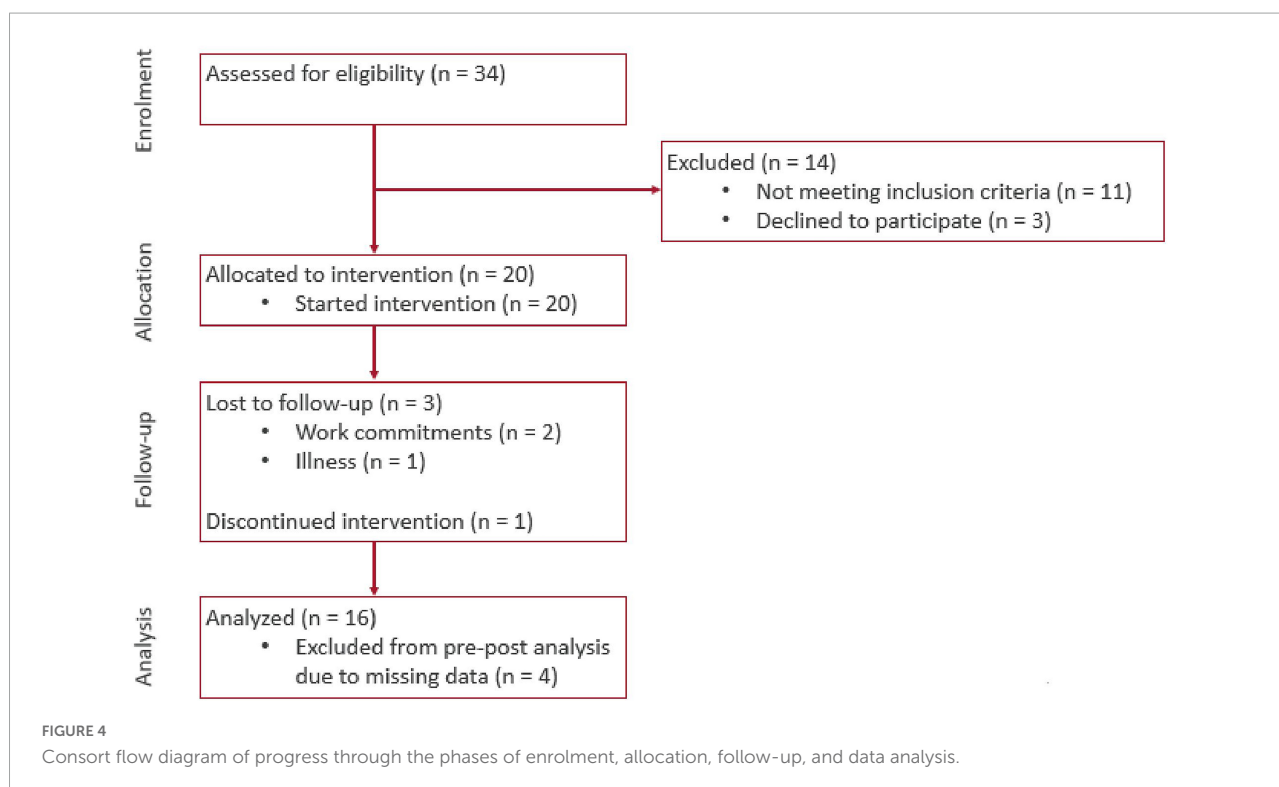 Enrolment
Assessed for eligibility (n = 34)
Excluded (n = 14)
• Not meeting inclusion criteria (n = 11)
• Declined to participate (n = 3)
Allocation
Allocated to intervention (n = 20)
• Started intervention (n = 20)
Follow-up
Lost to follow-up (n = 3)
• Work commitments (n = 2)
• Illness (n = 1)
Discontinued intervention (n = 1)
Analysis
Analyzed (n = 16)
• Excluded from pre-post analysis
due to missing data (n = 4)
FIGURE 4
Consort flow diagram of progress through the phases of enrolment, allocation, follow-up, and data analysis.